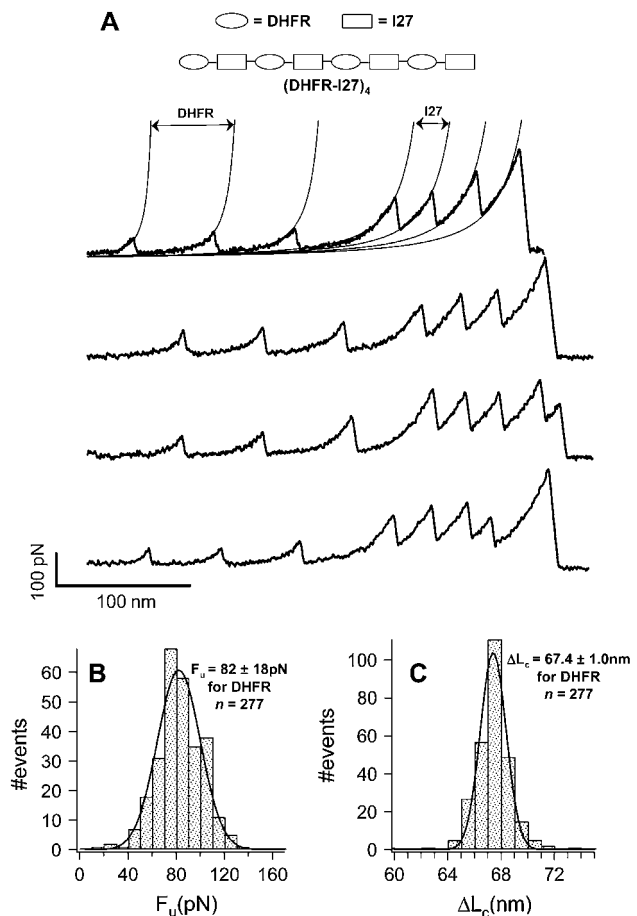 A
= DHFR = I27
(DHFR-I27)4
DHFR
I27
100 pN
100 nm
B
Fu = 82 ± 18pN
for DHFR
n = 277
#events
60
50
40
30
20
10
0
0 40 80 120 160
Fu(pN)
C
ΔLc = 67.4 ± 1.0nm
for DHFR
n = 277
#events
100
80
60
40
20
0
60 64 68 72
ΔLc(nm)